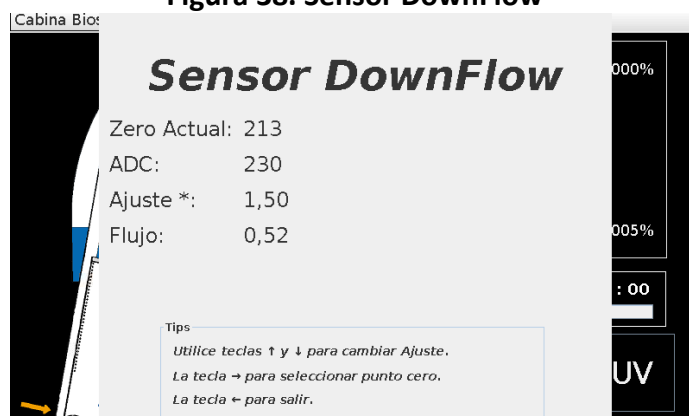 Figura 38. Sensor DownFlow
Cabina Bios
Sensor DownFlow
000%
Zero Actual: 213
ADC: 230
Ajuste *: 1,50
Flujo: 0,52
005%
: 00
Tips
Utilice teclas ↑ y ↓ para cambiar Ajuste.
La tecla → para seleccionar punto cero.
La tecla ← para salir.
UV